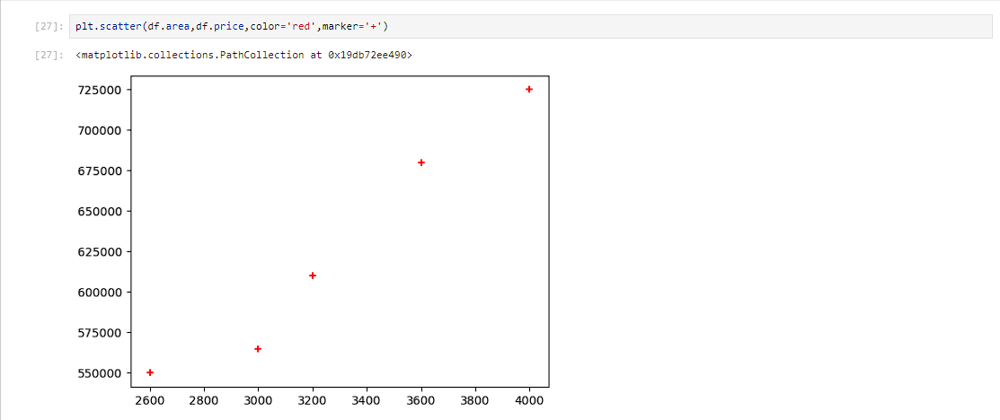 [27]: plt.scatter(df.area,df.price,color='red',marker='+')
[27]: <matplotlib.collections.PathCollection at 0x19db72ee490>
725000
700000
675000
650000
625000
600000
575000
550000
2600 2800 3000 3200 3400 3600 3800 4000